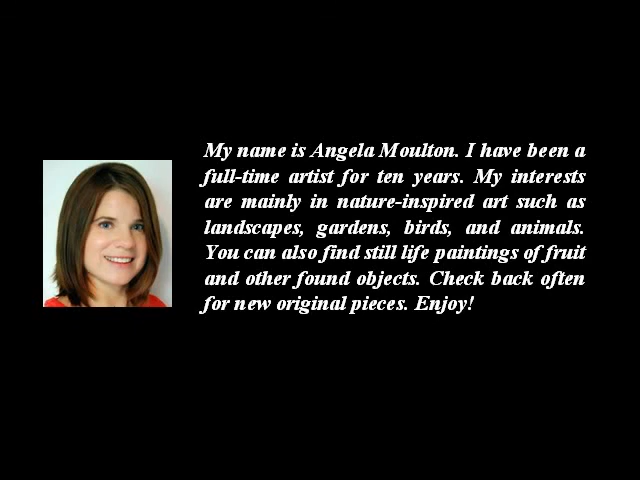 My name is Angela Moulton. I have been a
full-time artist for ten years. My interests
are mainly in nature-inspired art such as
landscapes, gardens, birds, and animals.
You can also find still life paintings of fruit
and other found objects. Check back often
for new original pieces. Enjoy!